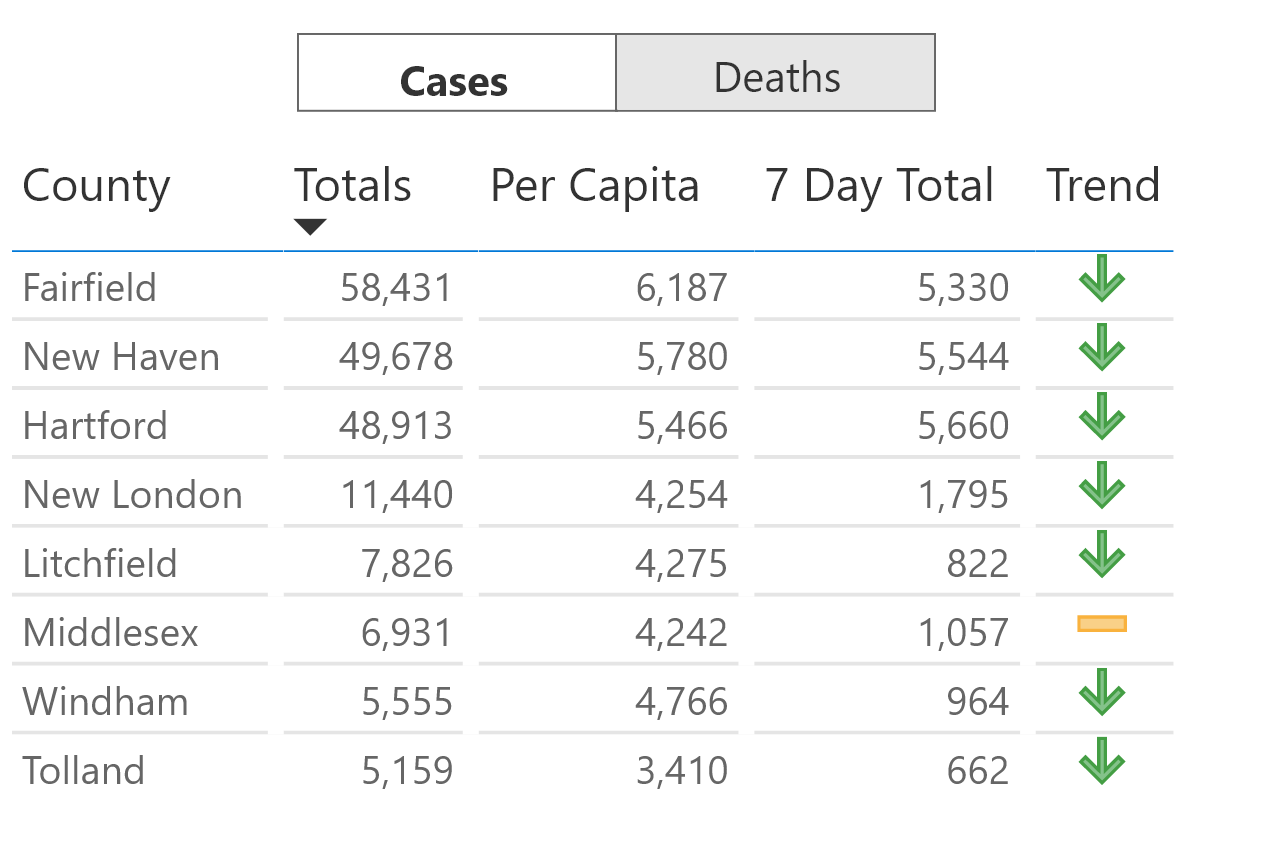 Cases Deaths
County Totals Per Capita 7 Day Total Trend
Fairfield 58,431 6,187 5,330
New Haven 49,678 5,780 5,544
Hartford 48,913 5,466 5,660
New London 11,440 4,254 1,795
Litchfield 7,826 4,275 822
Middlesex 6,931 4,242 1,057
Windham 5,555 4,766 964
Tolland 5,159 3,410 662